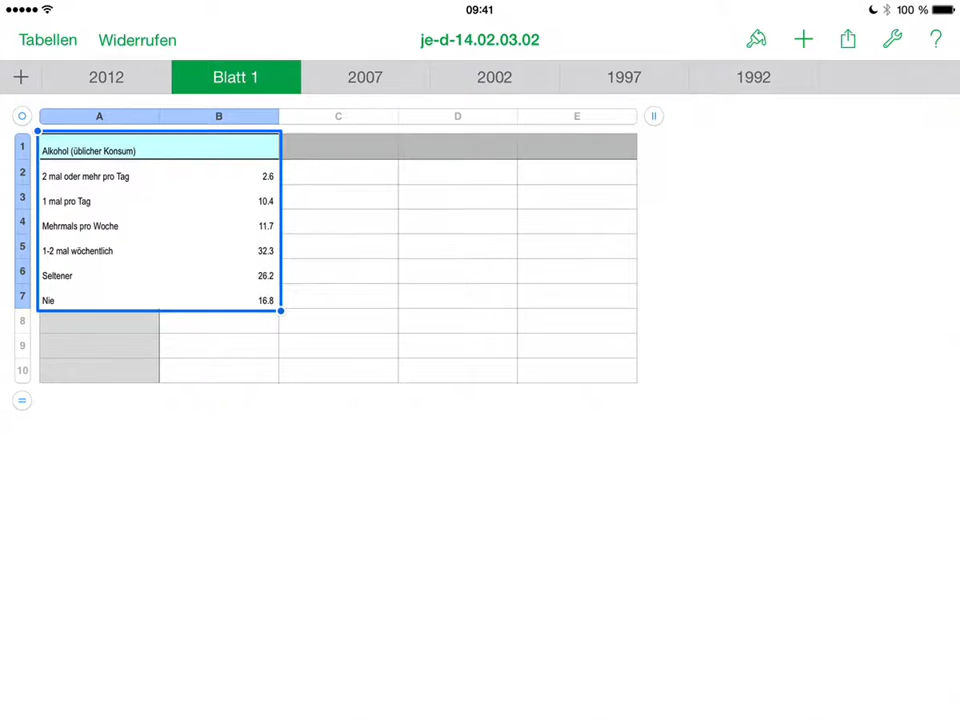 09:41
100 %
Tabellen Widerrufen je-d-14.02.03.02 ?
2012 Blatt 1 2007 2002 1997 1992
A B C D E
1 Alkohol (üblicher Konsum)
2 2 mal oder mehr pro Tag 2.6
3 1 mal pro Tag 10.4
4 Mehrmals pro Woche 11.7
5 1-2 mal wöchentlich 32.3
6 Seltener 26.2
7 Nie 16.8
8
9
10